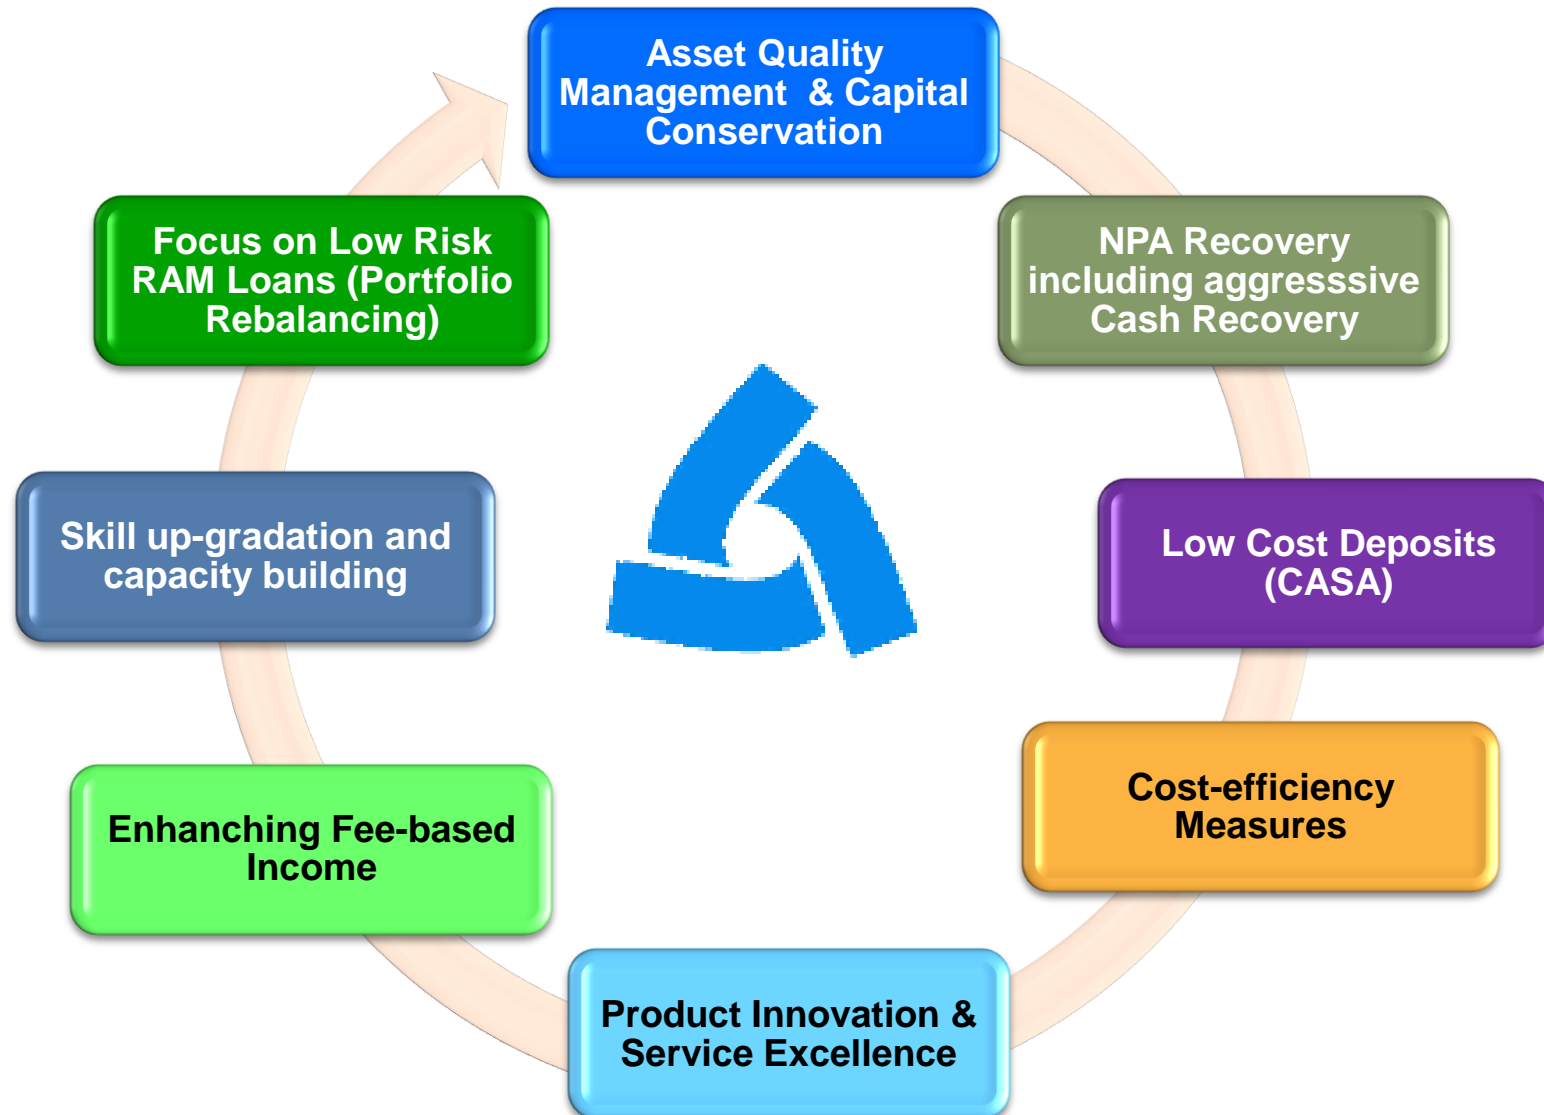 Asset Quality
Management & Capital
Conservation
NPA Recovery
including aggresssive
Cash Recovery
Low Cost Deposits
(CASA)
Cost-efficiency
Measures
Product Innovation &
Service Excellence
Enhanching Fee-based
Income
Skill up-gradation and
capacity building
Focus on Low Risk
RAM Loans (Portfolio
Rebalancing)